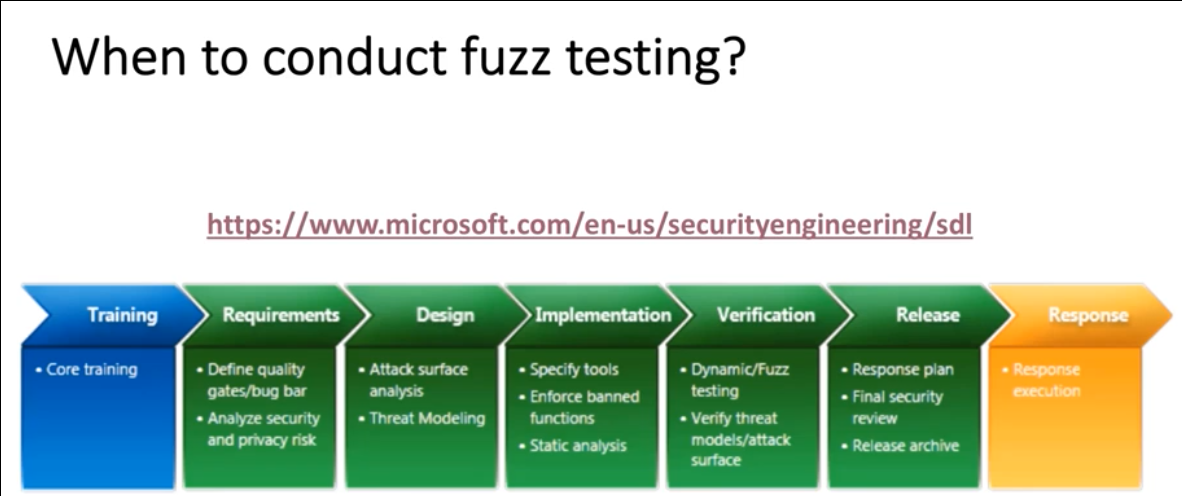 When to conduct fuzz testing?
https://www.microsoft.com/en-us/securityengineering/sdl
Training
• Core training
Requirements
• Define quality
gates/bug bar
• Analyze security
and privacy risk
Design
• Attack surface
analysis
• Threat Modeling
Implementation
• Specify tools
• Enforce banned
functions
• Static analysis
Verification
• Dynamic/Fuzz
testing
• Verify threat
models/attack
surface
Release
• Response plan
• Final security
review
• Release archive
Response
• Response
execution